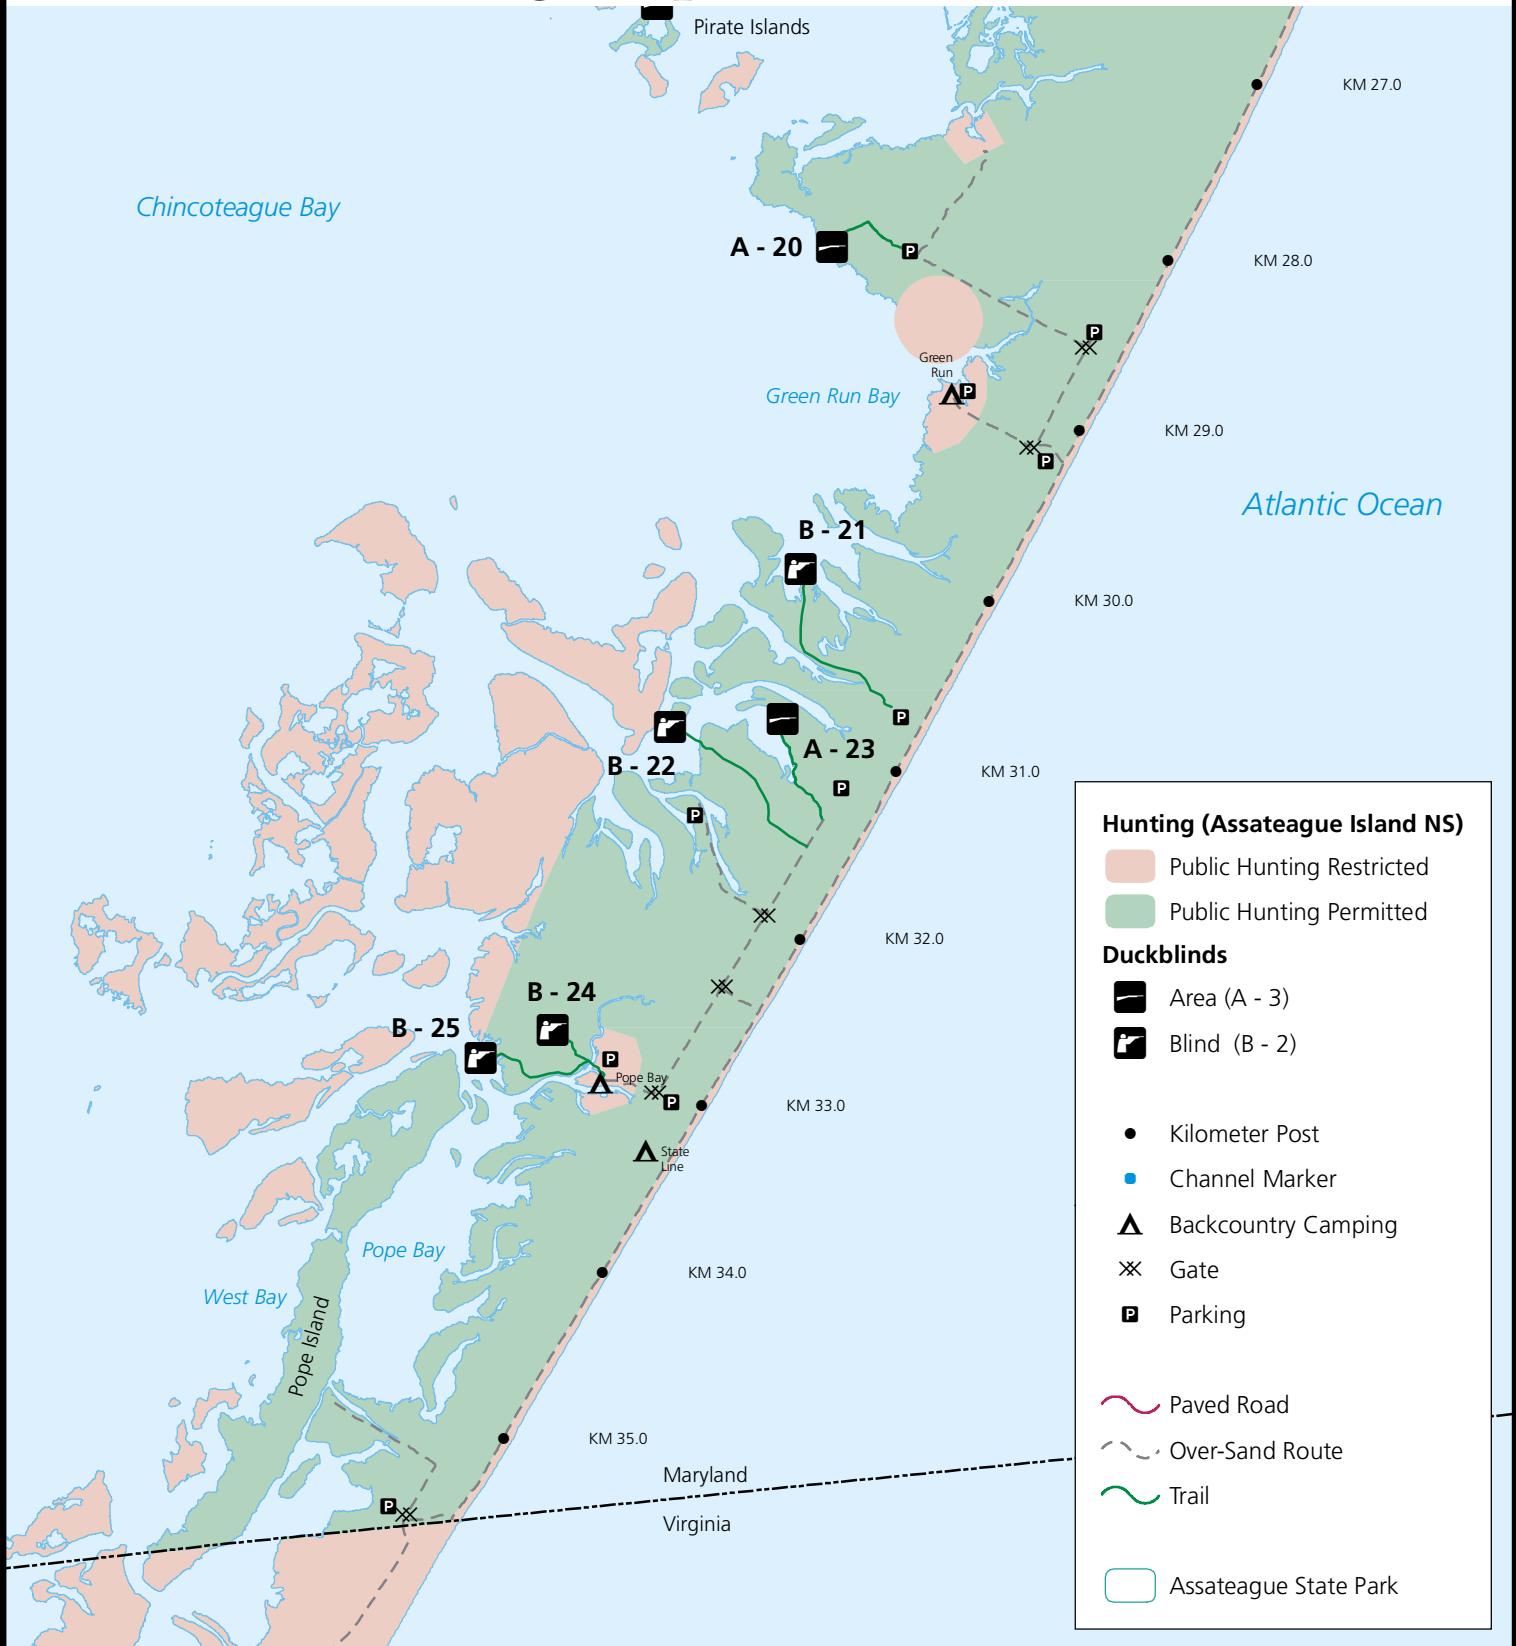 Pirate Islands
KM 27.0
Chincoteague Bay
A - 20
P
KM 28.0
P
Green
Run
P
Green Run Bay
KM 29.0
P
Atlantic Ocean
B - 21
KM 30.0
P
A - 23
B - 22
KM 31.0
P
P
KM 32.0
B - 24
B - 25
P
Pope Bay
P
KM 33.0
State
Line
Pope Bay
KM 34.0
West Bay
Pope Island
KM 35.0
Maryland
P
Virginia
Hunting (Assateague Island NS)
Public Hunting Restricted
Public Hunting Permitted
Duckblinds
Area (A - 3)
Blind (B - 2)
Kilometer Post
Channel Marker
Backcountry Camping
Gate
P Parking
Paved Road
Over-Sand Route
Trail
Assateague State Park